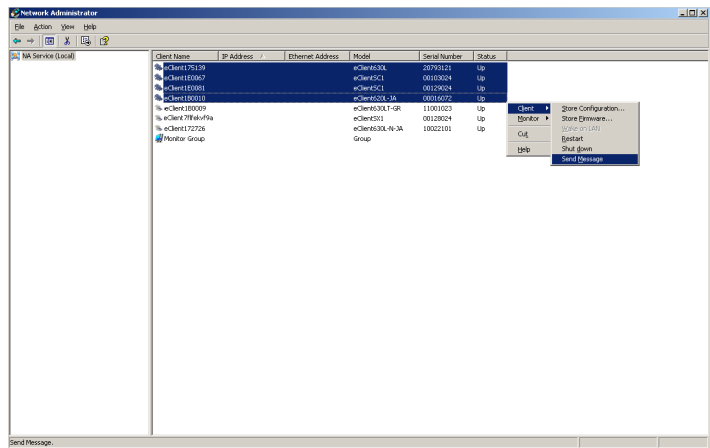 Network Administrator
File Action View Help
NA Service (Local)
Client Name IP Address Ethernet Address Model Serial Number Status
eClient175139 eClient630L 20793121 Up
eClient1E0067 eClientSC1 00103024 Up
eClient1E0081 eClientSC1 00129024 Up
eClient1B0010 eClient620L-JA 00016072 Up
eClient1B0009 eClient630LT-GR 11001023 Up
eClient7flfekvf9a eClientSX1 00128024 Up
eClient172726 eClient630L-N-JA 10022101 Up
Monitor Group Group
Client
Monitor
Cut
Help
Store Configuration...
Store Firmware...
Wake on LAN
Restart
Shut down
Send Message
Send Message.